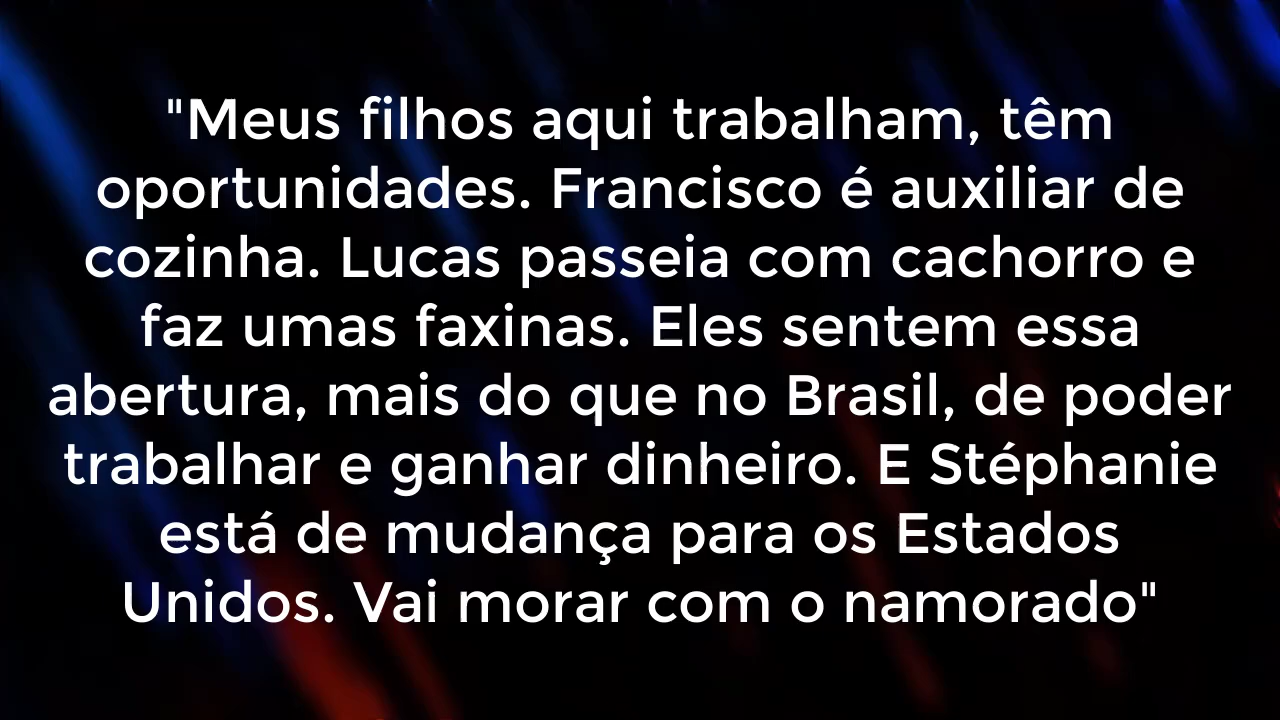 "Meus filhos aqui trabalham, têm
oportunidades. Francisco é auxiliar de
cozinha. Lucas passeia com cachorro e
faz umas faxinas. Eles sentem essa
abertura, mais do que no Brasil, de poder
trabalhar e ganhar dinheiro. E Stéphanie
está de mudança para os Estados
Unidos. Vai morar com o namorado"